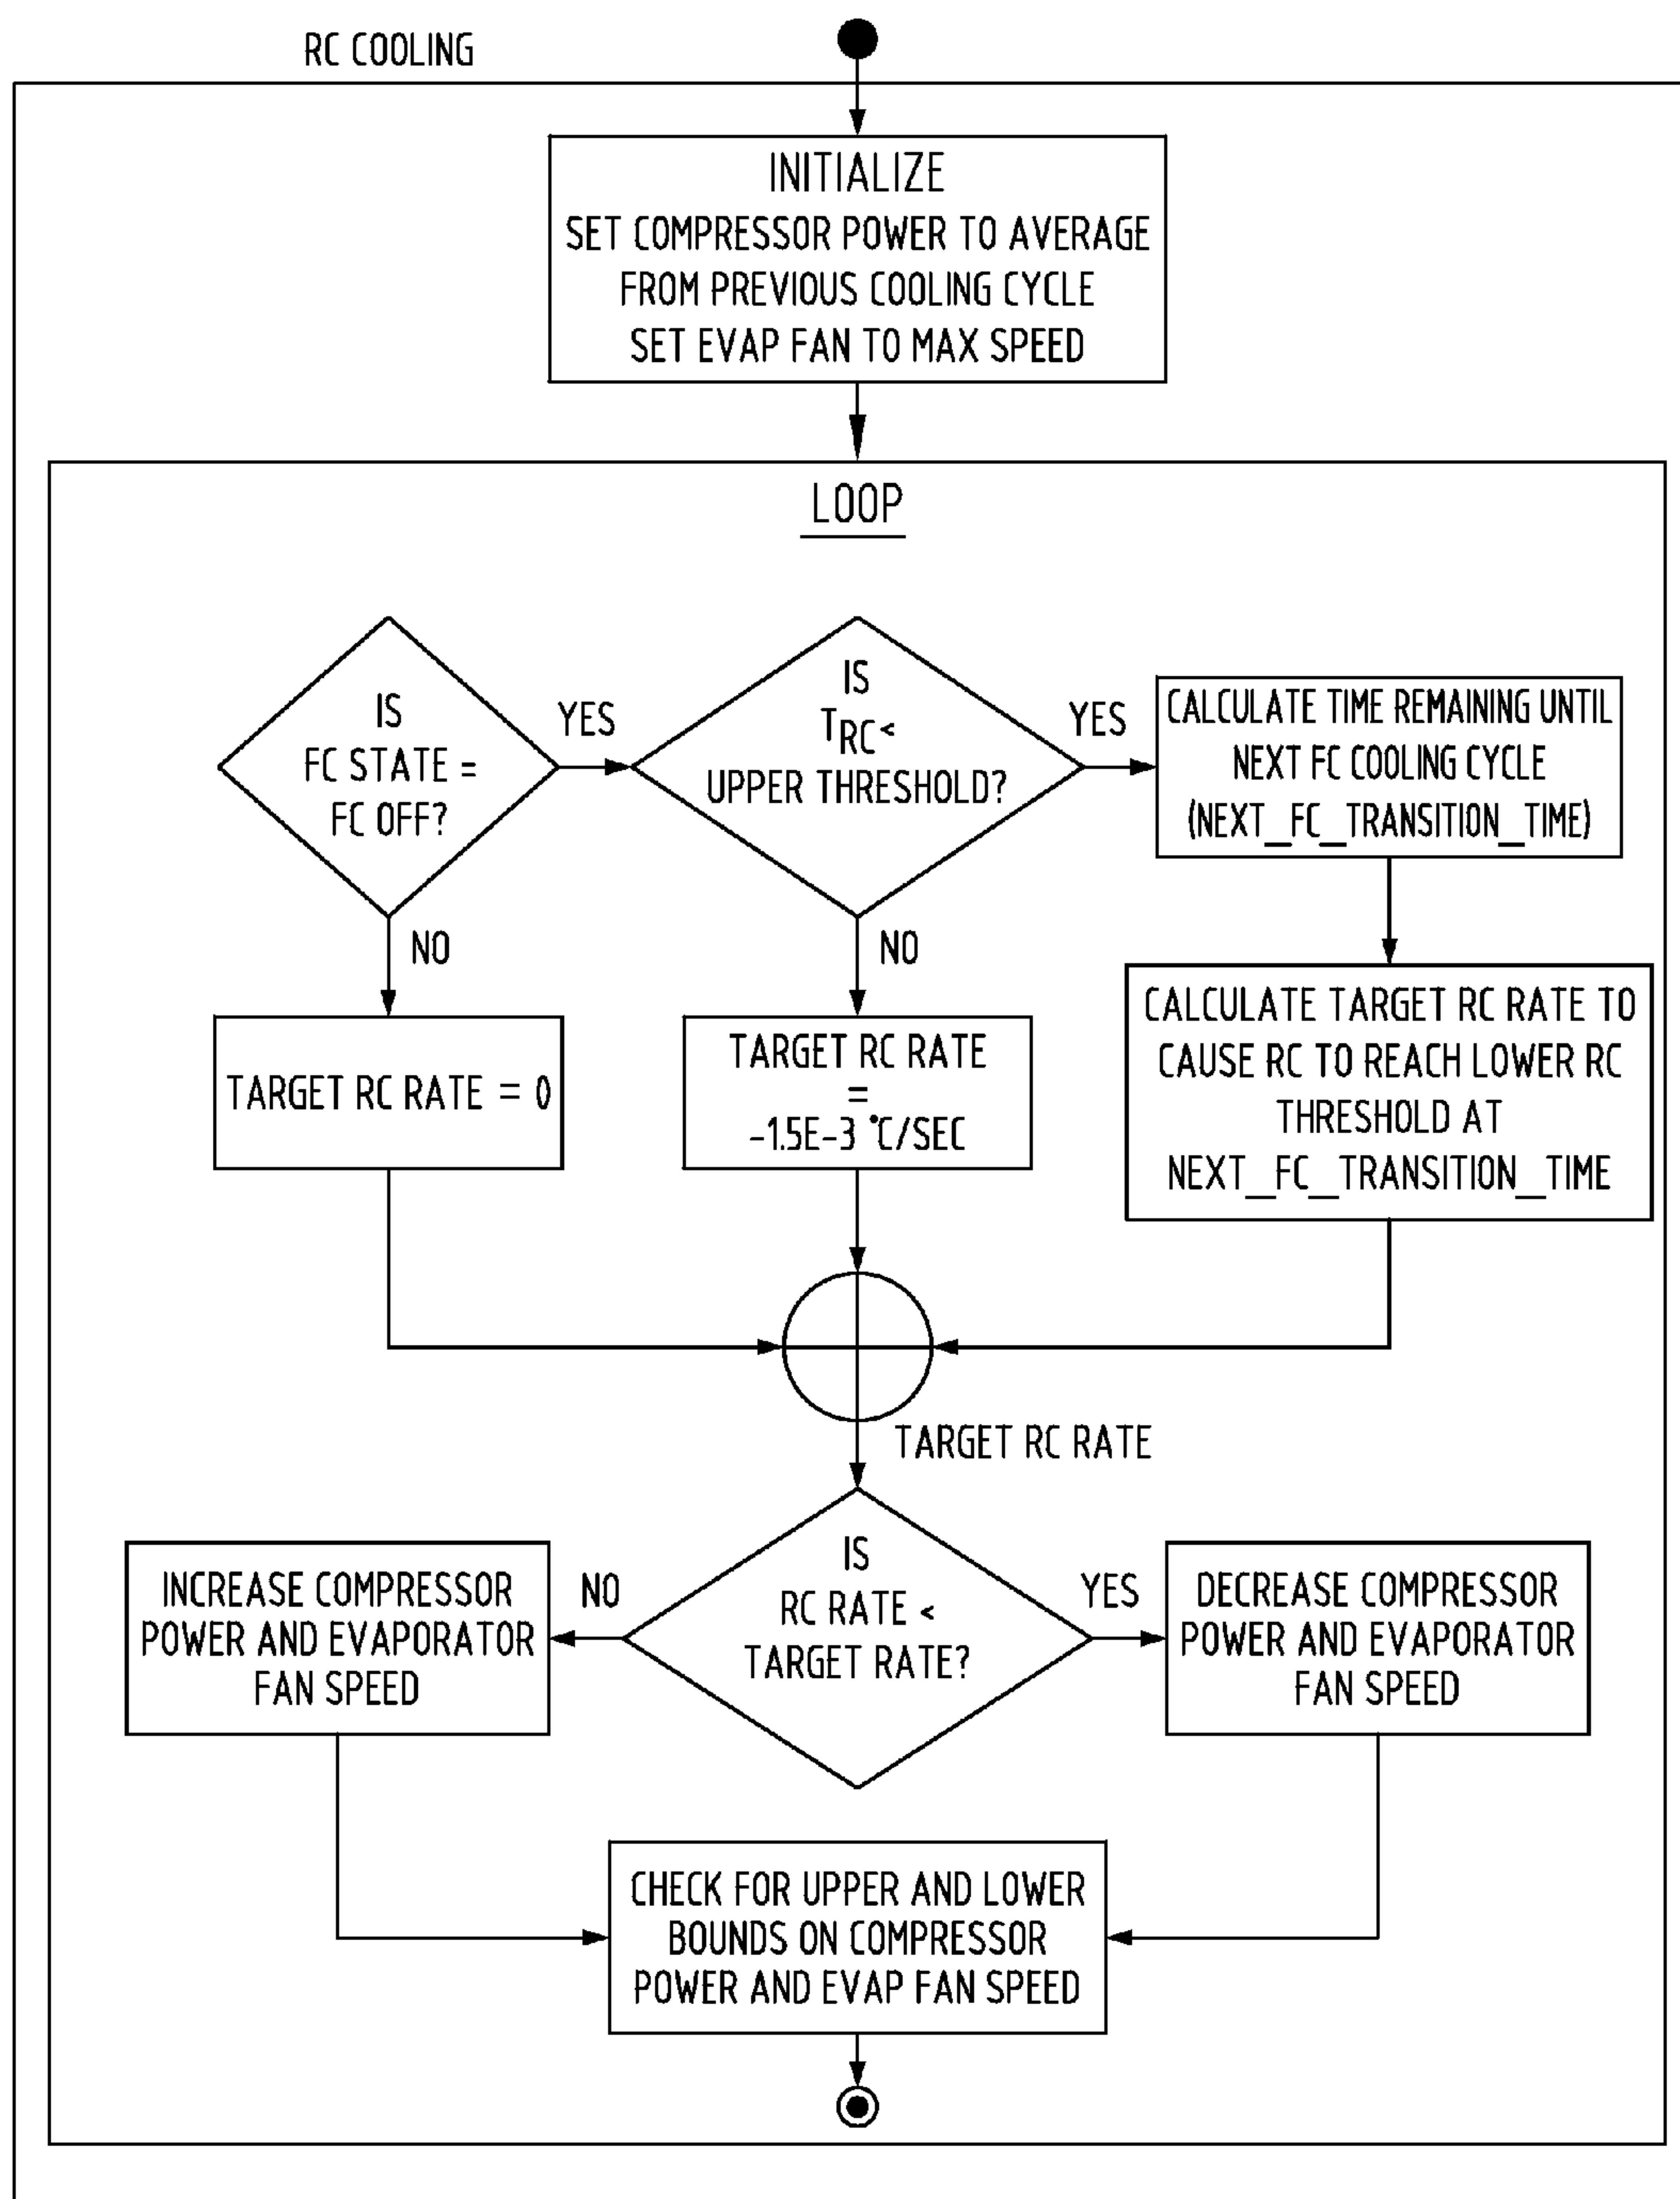 RC COOLING
INITIALIZE
SET COMPRESSOR POWER TO AVERAGE
FROM PREVIOUS COOLING CYCLE
SET EVAP FAN TO MAX SPEED
LOOP
IS
FC STATE =
FC OFF?
YES
IS
TRC<
UPPER THRESHOLD?
YES
CALCULATE TIME REMAINING UNTIL
NEXT FC COOLING CYCLE
(NEXT_FC_TRANSITION_TIME)
NO
NO
TARGET RC RATE = 0
TARGET RC RATE
=
-1.5E-3 °C/SEC
CALCULATE TARGET RC RATE TO
CAUSE RC TO REACH LOWER RC
THRESHOLD AT
NEXT_FC_TRANSITION_TIME
TARGET RC RATE
INCREASE COMPRESSOR
POWER AND EVAPORATOR
FAN SPEED
NO
IS
RC RATE <
TARGET RATE?
YES
DECREASE COMPRESSOR
POWER AND EVAPORATOR
FAN SPEED
CHECK FOR UPPER AND LOWER
BOUNDS ON COMPRESSOR
POWER AND EVAP FAN SPEED